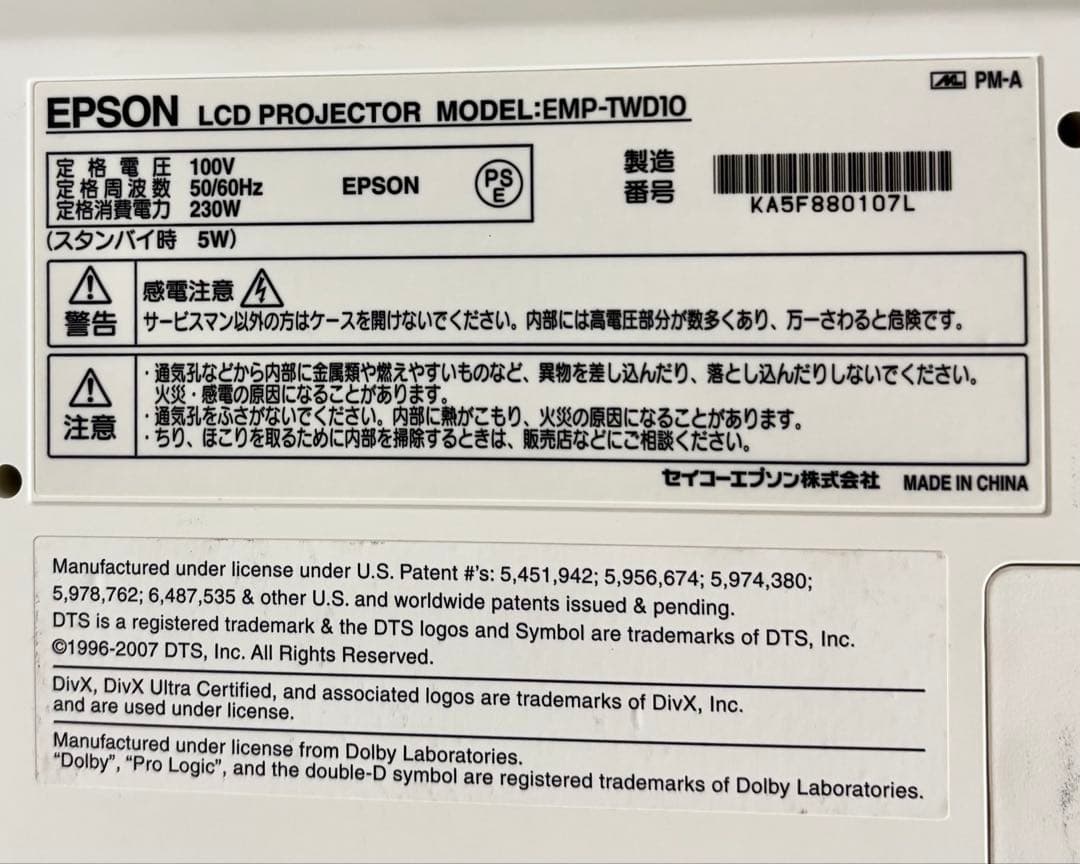 PM-A
EPSON LCD PROJECTOR MODEL:EMP-TWD10
定格電圧 100V
定格周波数 50/60Hz
定格消費電力 230W
EPSON
PSE
製造番号
KA5F880107L
(スタンバイ時 5W)
警告
感電注意
サービスマン以外の方はケースを開けないでください。内部には高電圧部分が数多くあり、万一さわると危険です。
注意
・通気孔などから内部に金属類や燃えやすいものなど、異物を差し込んだり、落とし込んだりしないでください。
火災・感電の原因になることがあります。
・通気孔をふさがないでください。内部に熱がこもり、火災の原因になることがあります。
・ちり、ほこりを取るために内部を掃除するときは、販売店などにご相談ください。
セイコーエプソン株式会社 MADE IN CHINA
Manufactured under license under U.S. Patent #'s: 5,451,942; 5,956,674; 5,974,380;
5,978,762; 6,487,535 & other U.S. and worldwide patents issued & pending.
DTS is a registered trademark & the DTS logos and Symbol are trademarks of DTS, Inc.
©1996-2007 DTS, Inc. All Rights Reserved.
DivX, DivX Ultra Certified, and associated logos are trademarks of DivX, Inc.
and are used under license.
Manufactured under license from Dolby Laboratories.
“Dolby”, “Pro Logic”, and the double-D symbol are registered trademarks of Dolby Laboratories.